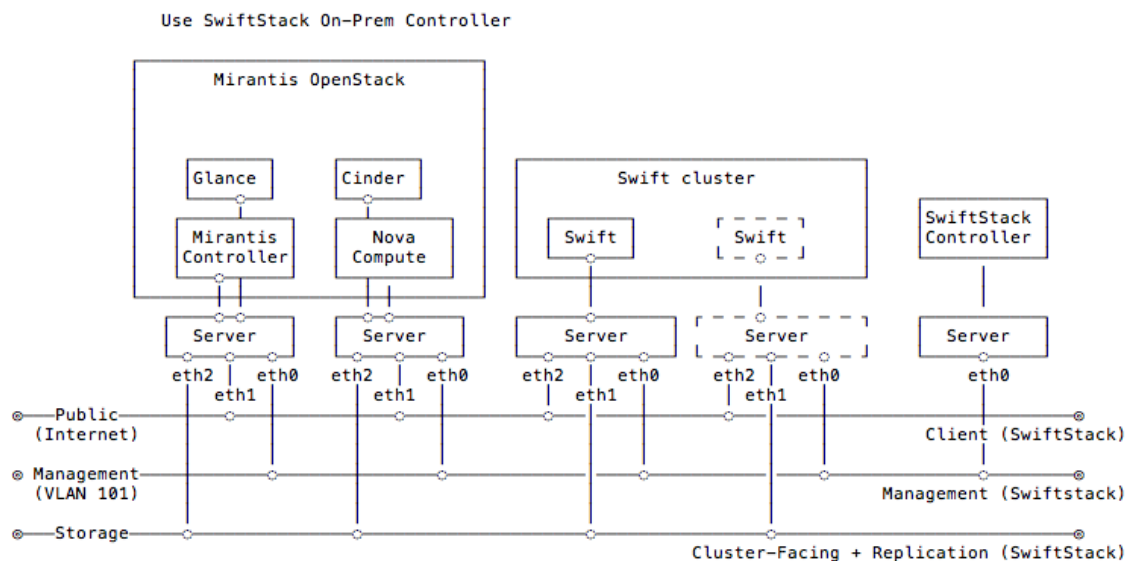 Use SwiftStack On-Prem Controller
Mirantis OpenStack
Glance
Cinder
Swift cluster
Mirantis
Controller
Nova
Compute
Swift
Swift
SwiftStack
Controller
Server
Server
Server
Server
Server
eth2
eth0
eth1
eth2
eth0
eth1
eth2
eth0
eth1
eth2
eth0
eth1
eth0
Public
(Internet)
Client (SwiftStack)
Management
(VLAN 101)
Management (Swiftstack)
Storage
Cluster-Facing + Replication (SwiftStack)